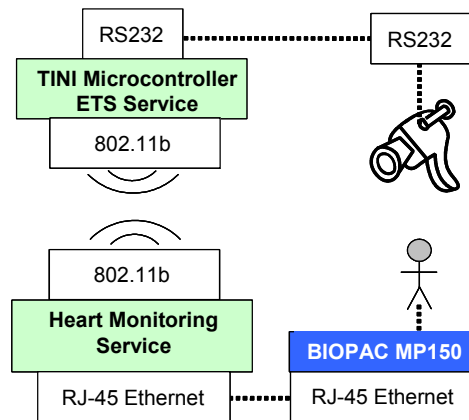 RS232
RS232
TINI Microcontroller
ETS Service
802.11b
802.11b
Heart Monitoring
Service
BIOPAC MP150
RJ-45 Ethernet
RJ-45 Ethernet